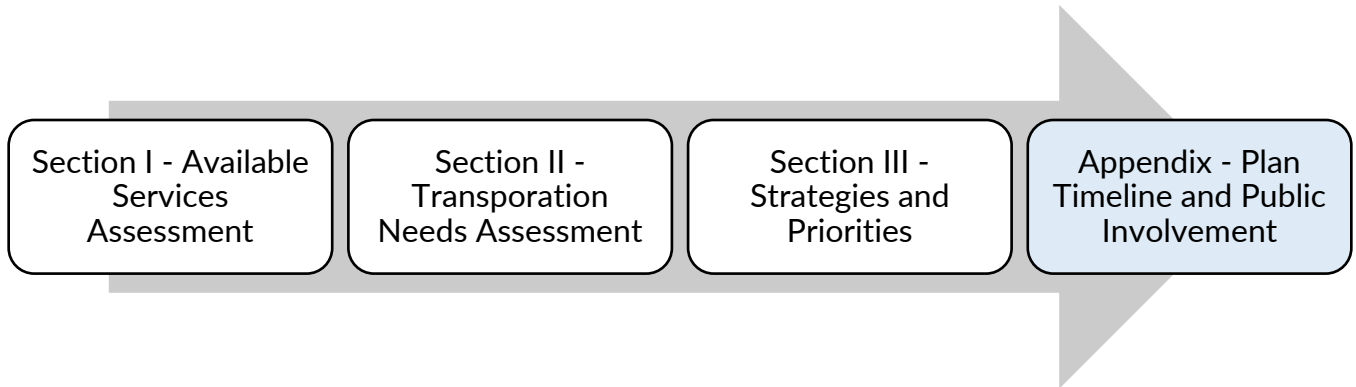 Section I - Available
Services
Assessment
Section II -
Transporation
Needs Assessment
Section III -
Strategies and
Priorities
Appendix - Plan
Timeline and Public
Involvement